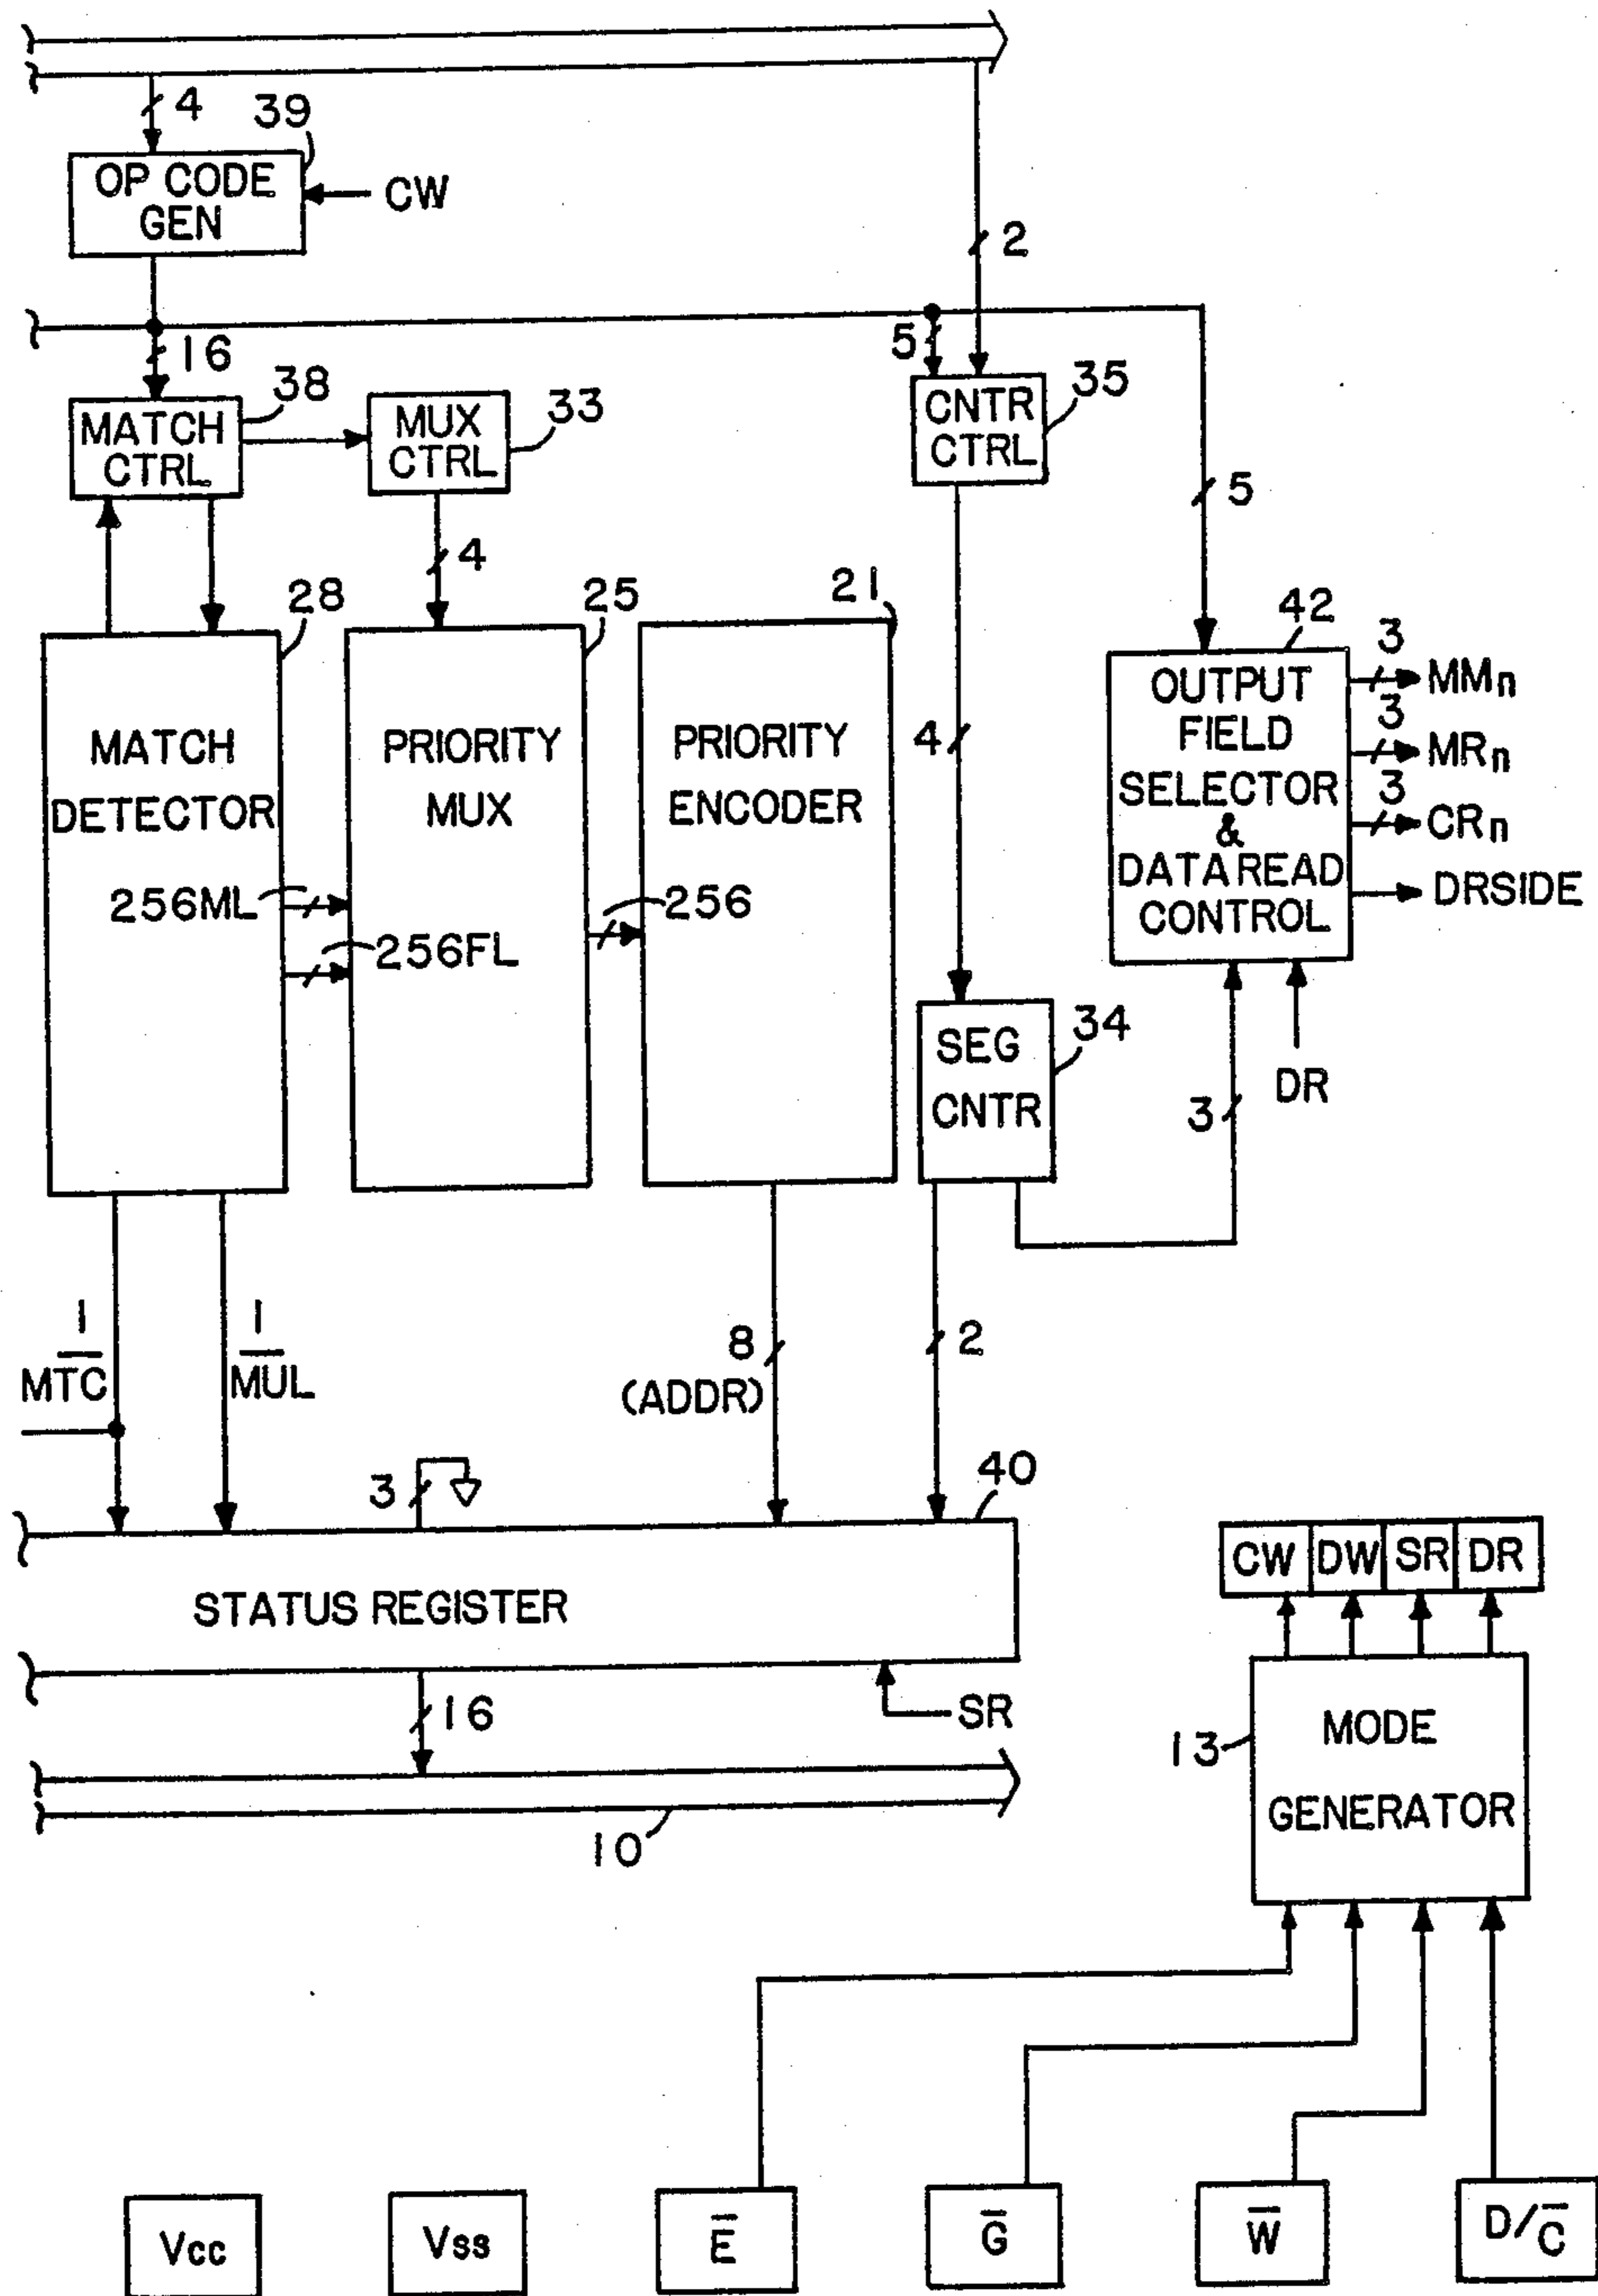 4
39
OP CODE
GEN
CW
2
16
5
38
MATCH
CTRL
MUX
CTRL
33
CNTR
CTRL
35
5
4
28
25
21
42
MATCH
DETECTOR
PRIORITY
MUX
PRIORITY
ENCODER
4
OUTPUT
FIELD
SELECTOR
&
DATA READ
CONTROL
3
MMn
3
MRn
3
CRn
DRSIDE
256ML
256FL
256
SEG
CNTR
34
3
DR
1
M̅T̅C̅
1
M̅U̅L̅
8
(ADDR)
2
3
40
STATUS REGISTER
CW DW SR DR
16
SR
13
MODE
GENERATOR
10
Vcc
Vss
E̅
G̅
W̅
D/C̅